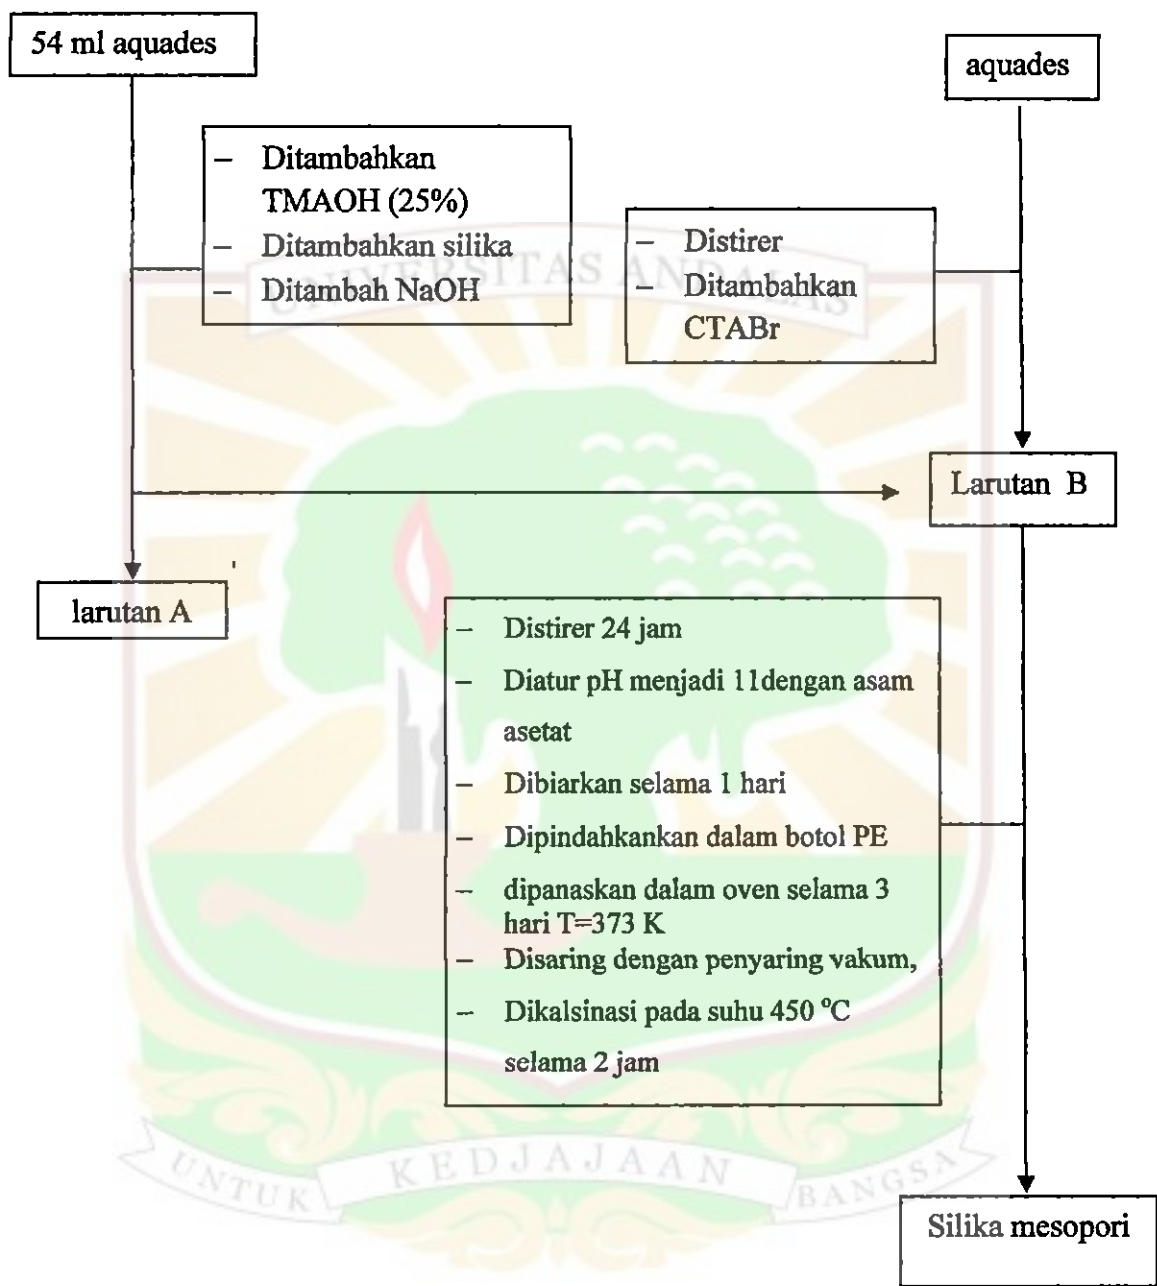 54 ml aquades
aquades
– Ditambahkan
TMAOH (25%)
– Ditambahkan silika
– Ditambah NaOH
– Distirer
– Ditambahkan
CTABr
Larutan B
larutan A
– Distirer 24 jam
– Diatur pH menjadi 11dengan asam
asetat
– Dibiarkan selama 1 hari
– Dipindahkankan dalam botol PE
– dipanaskan dalam oven selama 3
hari T=373 K
– Disaring dengan penyaring vakum,
– Dikalsinasi pada suhu 450 °C
selama 2 jam
Silika mesopori
UNIVERSITAS ANDALAS
UNTUK KEDJAJAAN BANGSA